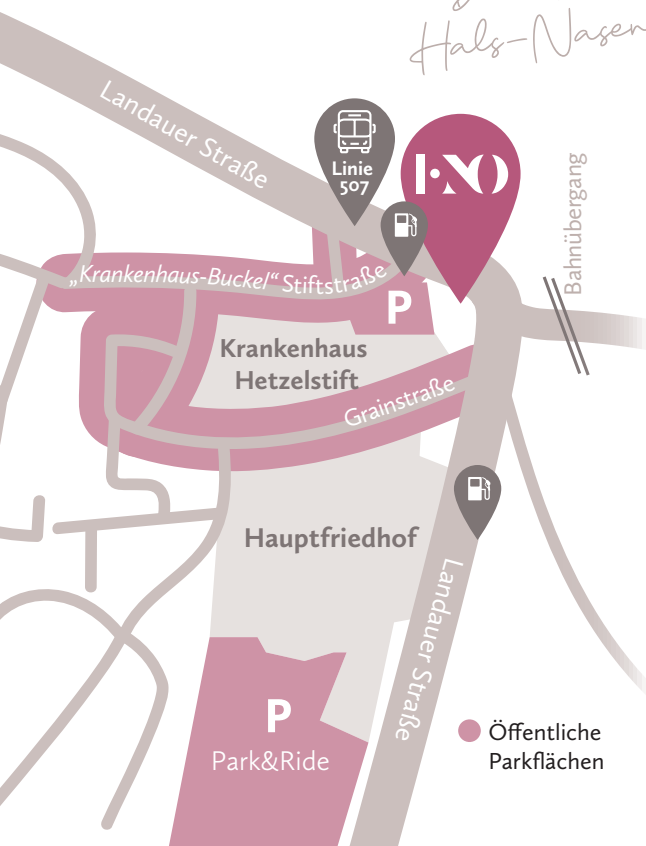 Hals-Nasen
Landauer Straße
Linie
507
HNO
Bahnübergang
„Krankenhaus-Buckel“ Stiftstraße
P
Krankenhaus
Hetzelstift
Grainstraße
Hauptfriedhof
Landauer Straße
P
Park&Ride
Öffentliche
Parkflächen